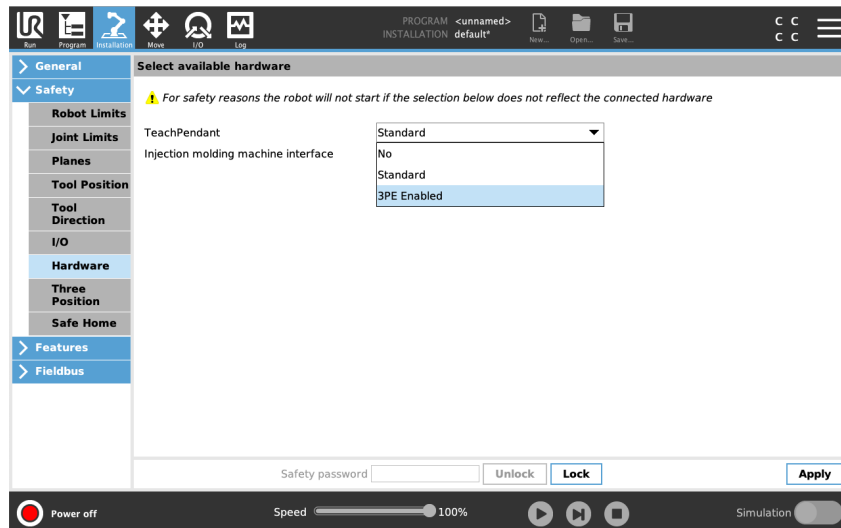 UR
Run
Program
Installation
Move
I/O
Log
PROGRAM <unnamed>
INSTALLATION default*
New...
Open...
Save...
C C
C C
General
Safety
Robot Limits
Joint Limits
Planes
Tool Position
Tool
Direction
I/O
Hardware
Three
Position
Safe Home
Features
Fieldbus
Select available hardware
For safety reasons the robot will not start if the selection below does not reflect the connected hardware
TeachPendant
Standard
Injection molding machine interface
No
Standard
3PE Enabled
Safety password
Unlock
Lock
Apply
Power off
Speed
100%
Simulation